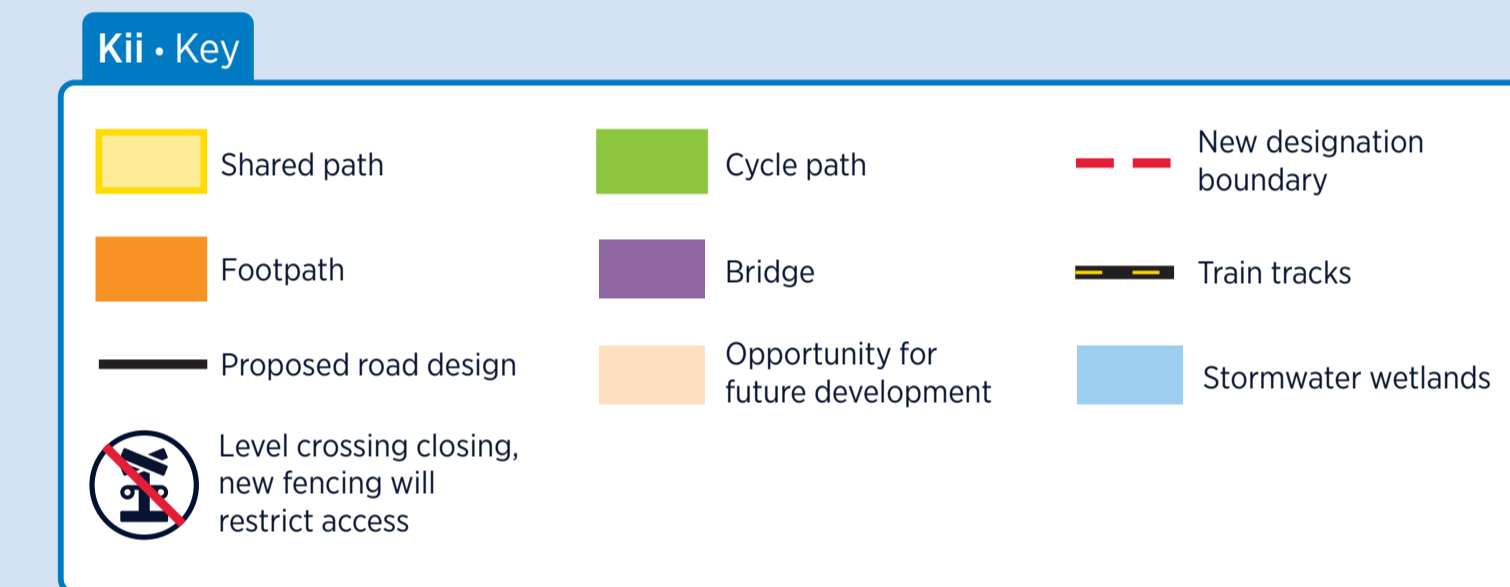 Kii • Key
Shared path
Cycle path
New designation
boundary
Footpath
Bridge
Train tracks
Proposed road design
Opportunity for
future development
Stormwater wetlands
Level crossing closing,
new fencing will
restrict access